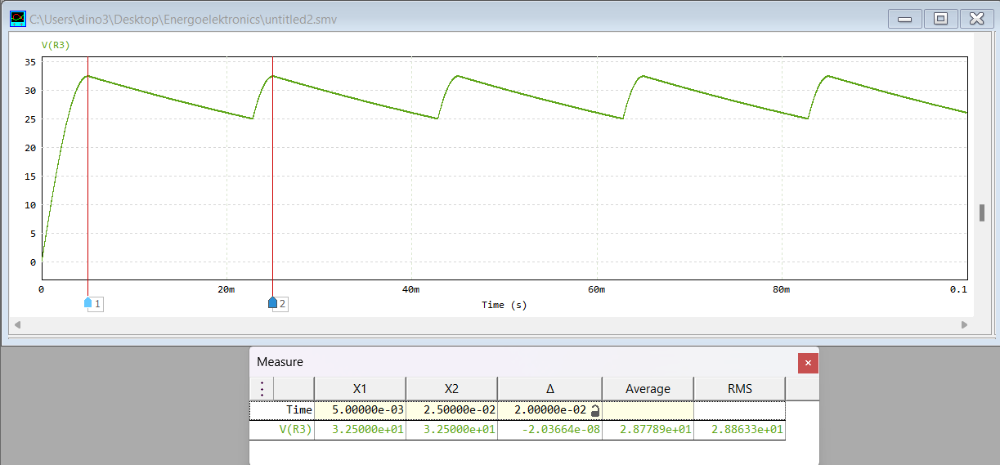 C:\Users\dino3\Desktop\Energoelektronics\untitled2.smv
V(R3)
35
30
25
20
15
10
5
0
0 20m 40m 60m 80m 0.1
1 2
Time (s)
Measure
X1 X2 Δ Average RMS
Time 5.00000e-03 2.50000e-02 2.00000e-02
V(R3) 3.25000e+01 3.25000e+01 -2.03664e-08 2.87789e+01 2.88633e+01